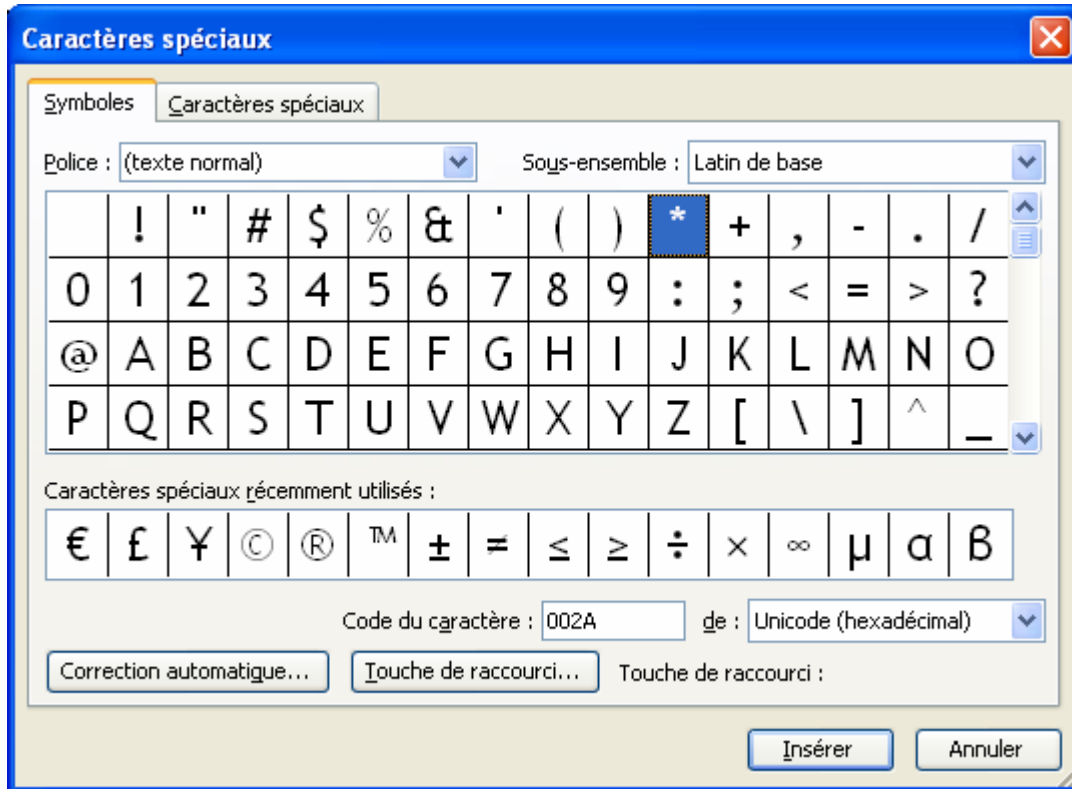 Caractères spéciaux
Symboles Caractères spéciaux
Police : (texte normal) Sous-ensemble : Latin de base
! " # $ % & ' ( ) * + , - . /
0 1 2 3 4 5 6 7 8 9 : ; < = > ?
@ A B C D E F G H I J K L M N O
P Q R S T U V W X Y Z [ \ ] ^ _
Caractères spéciaux récemment utilisés :
€ £ ¥ © ® ™ ± ≠ ≤ ≥ ÷ × ∞ µ α β
Code du caractère : 002A de : Unicode (hexadécimal)
Correction automatique... Touche de raccourci... Touche de raccourci :
Insérer Annuler